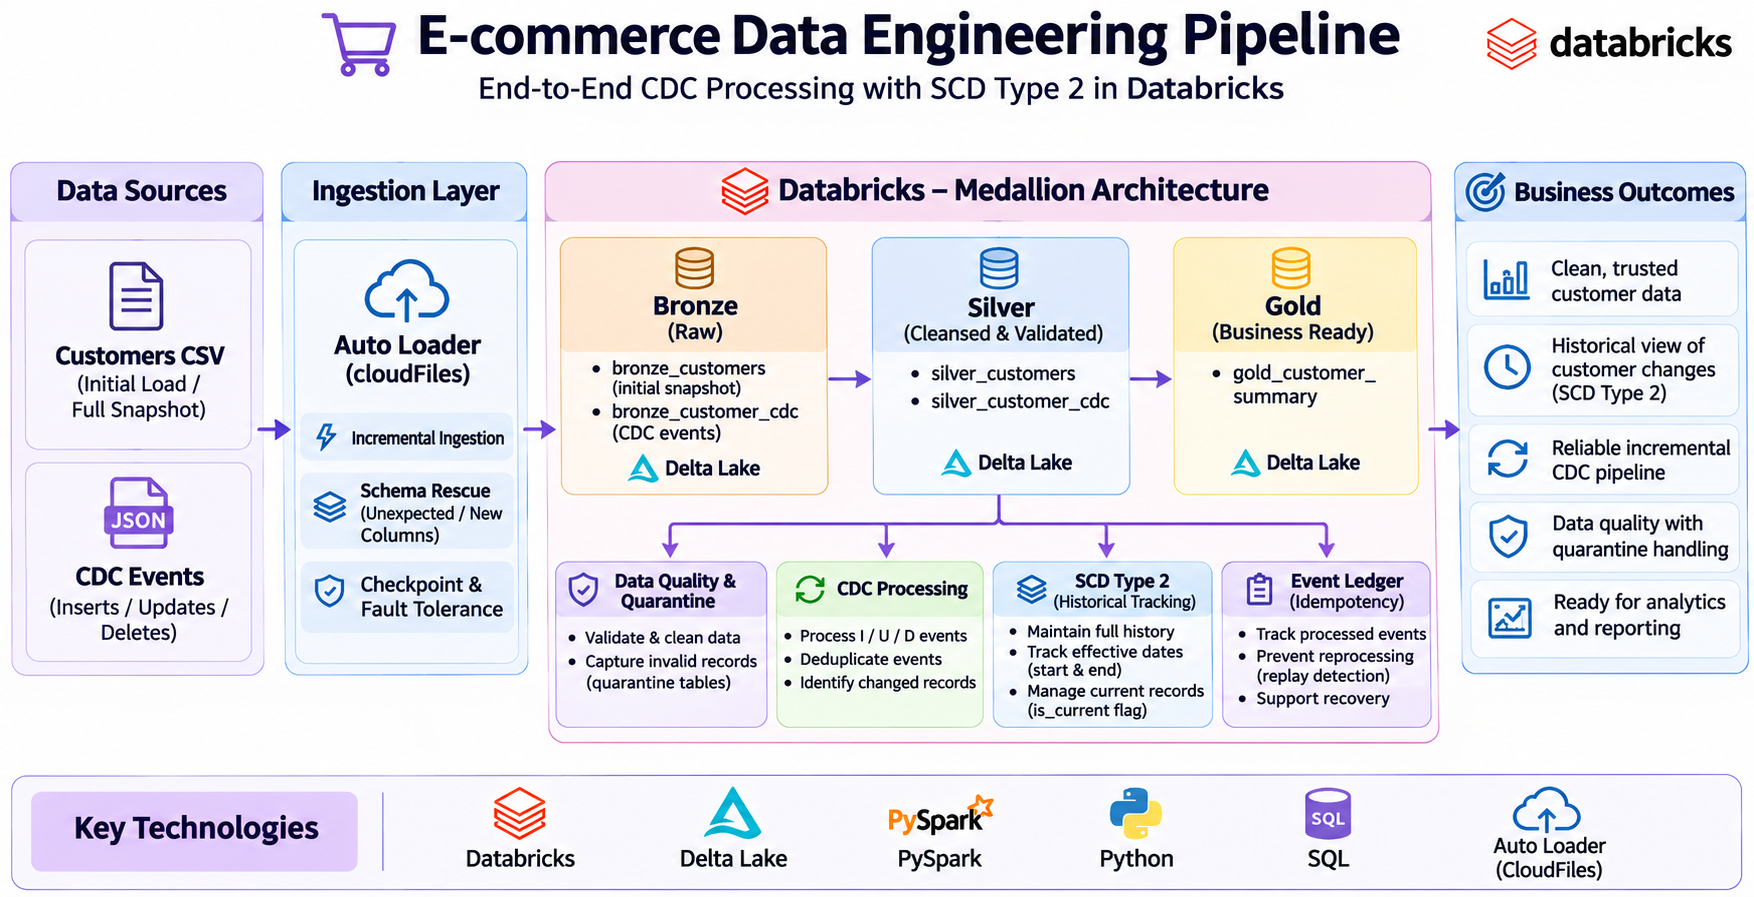 E-commerce Data Engineering Pipeline
End-to-End CDC Processing with SCD Type 2 in Databricks
databricks
Data Sources
Customers CSV
(Initial Load /
Full Snapshot)
JSON
CDC Events
(Inserts / Updates /
Deletes)
Ingestion Layer
Auto Loader
(cloudFiles)
Incremental Ingestion
Schema Rescue
(Unexpected / New
Columns)
Checkpoint &
Fault Tolerance
Databricks – Medallion Architecture
Bronze
(Raw)
• bronze_customers
(initial snapshot)
• bronze_customer_cdc
(CDC events)
Delta Lake
Silver
(Cleansed & Validated)
• silver_customers
• silver_customer_cdc
Delta Lake
Gold
(Business Ready)
• gold_customer_
summary
Delta Lake
Data Quality &
Quarantine
• Validate & clean data
• Capture invalid records
(quarantine tables)
CDC Processing
• Process I / U / D events
• Deduplicate events
• Identify changed records
SCD Type 2
(Historical Tracking)
• Maintain full history
• Track effective dates
(start & end)
• Manage current records
(is_current flag)
Event Ledger
(Idempotency)
• Track processed events
• Prevent reprocessing
(replay detection)
• Support recovery
Business Outcomes
Clean, trusted
customer data
Historical view of
customer changes
(SCD Type 2)
Reliable incremental
CDC pipeline
Data quality with
quarantine handling
Ready for analytics
and reporting
Key Technologies
Databricks
Delta Lake
PySpark
PySpark
Python
SQL
SQL
Auto Loader
(CloudFiles)